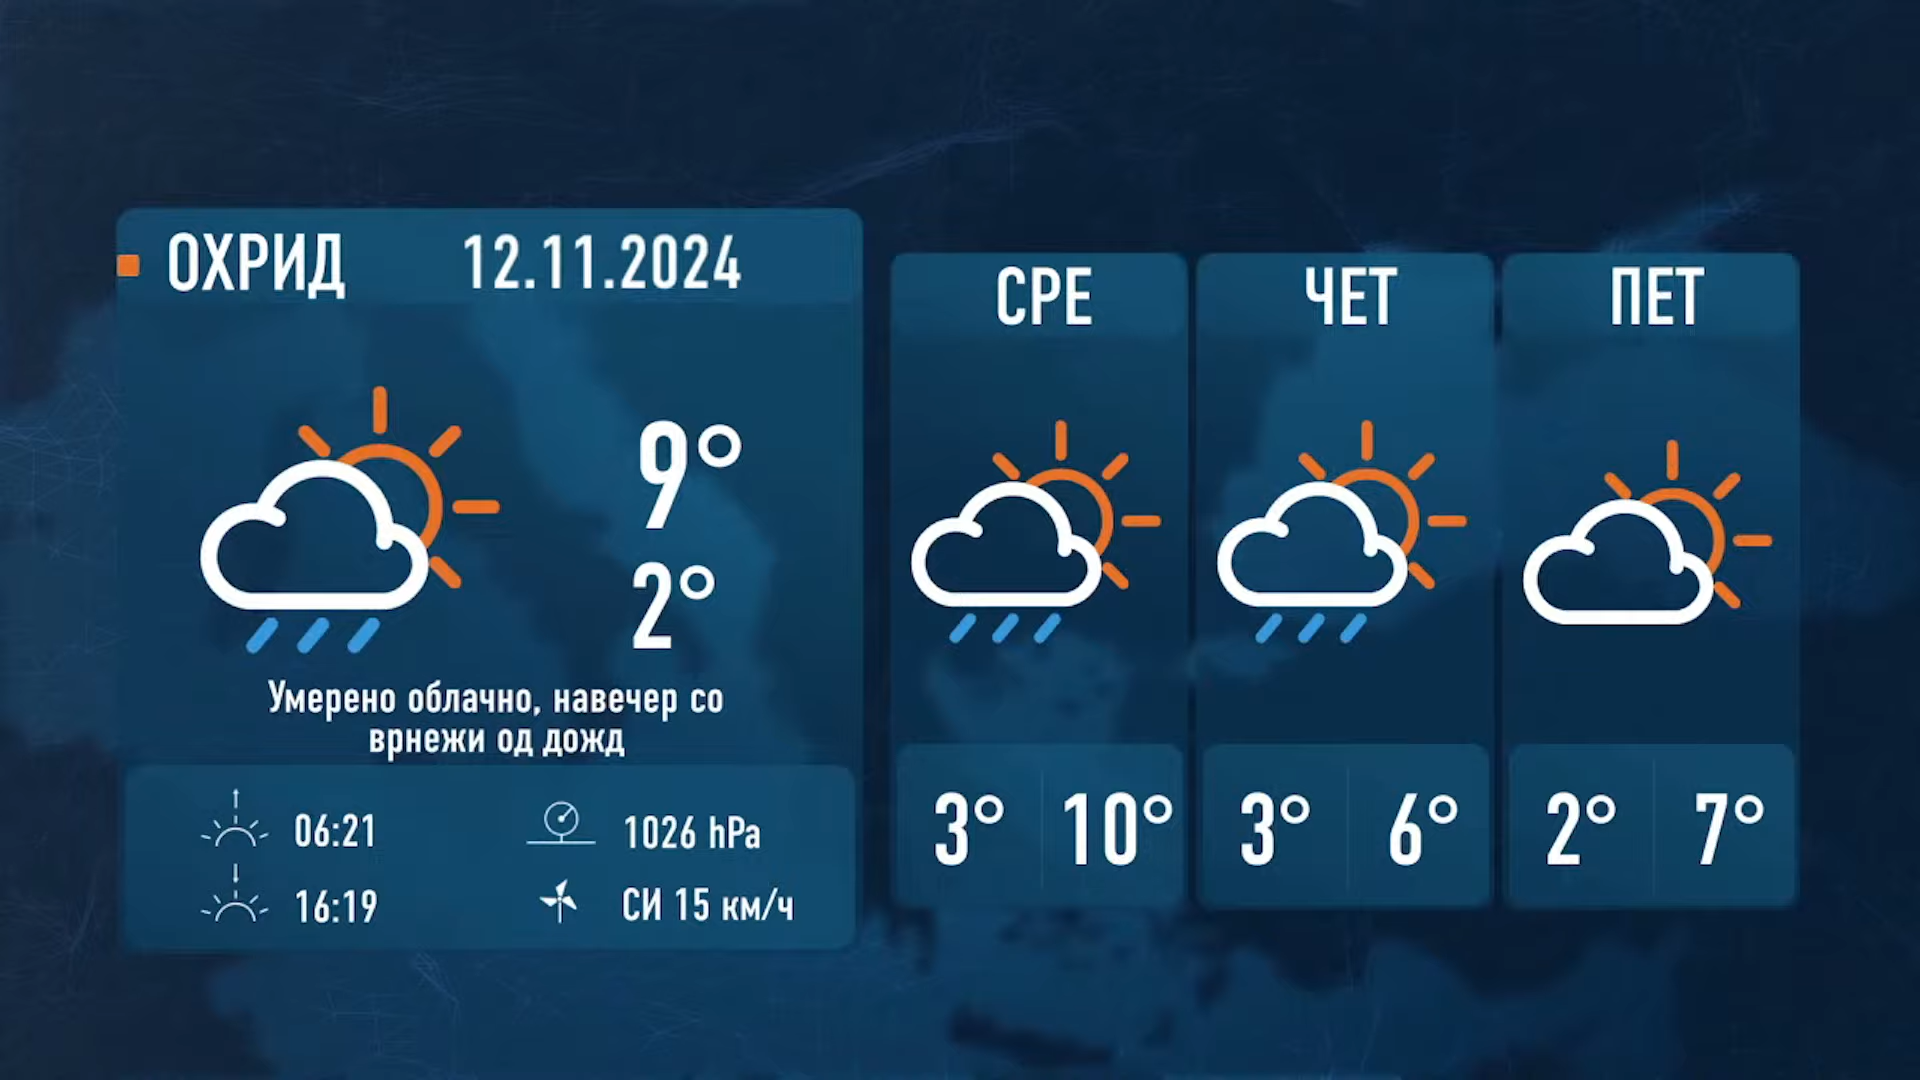 ОХРИД 12.11.2024
9°
2°
Умерено облачно, навечер со
врнежи од дожд
06:21 1026 hPa
16:19 СИ 15 км/ч
СРЕ ЧЕТ ПЕТ
3° 10° 3° 6° 2° 7°